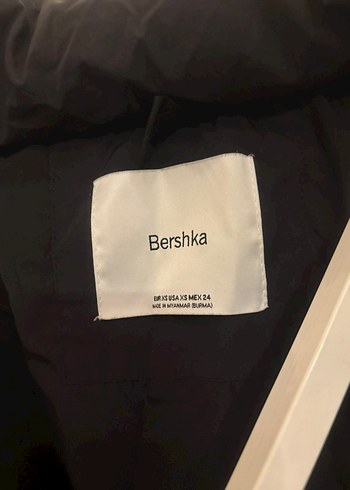 Bershka
EUR XS USA XS MEX 24
MADE IN MYANMAR (BURMA)